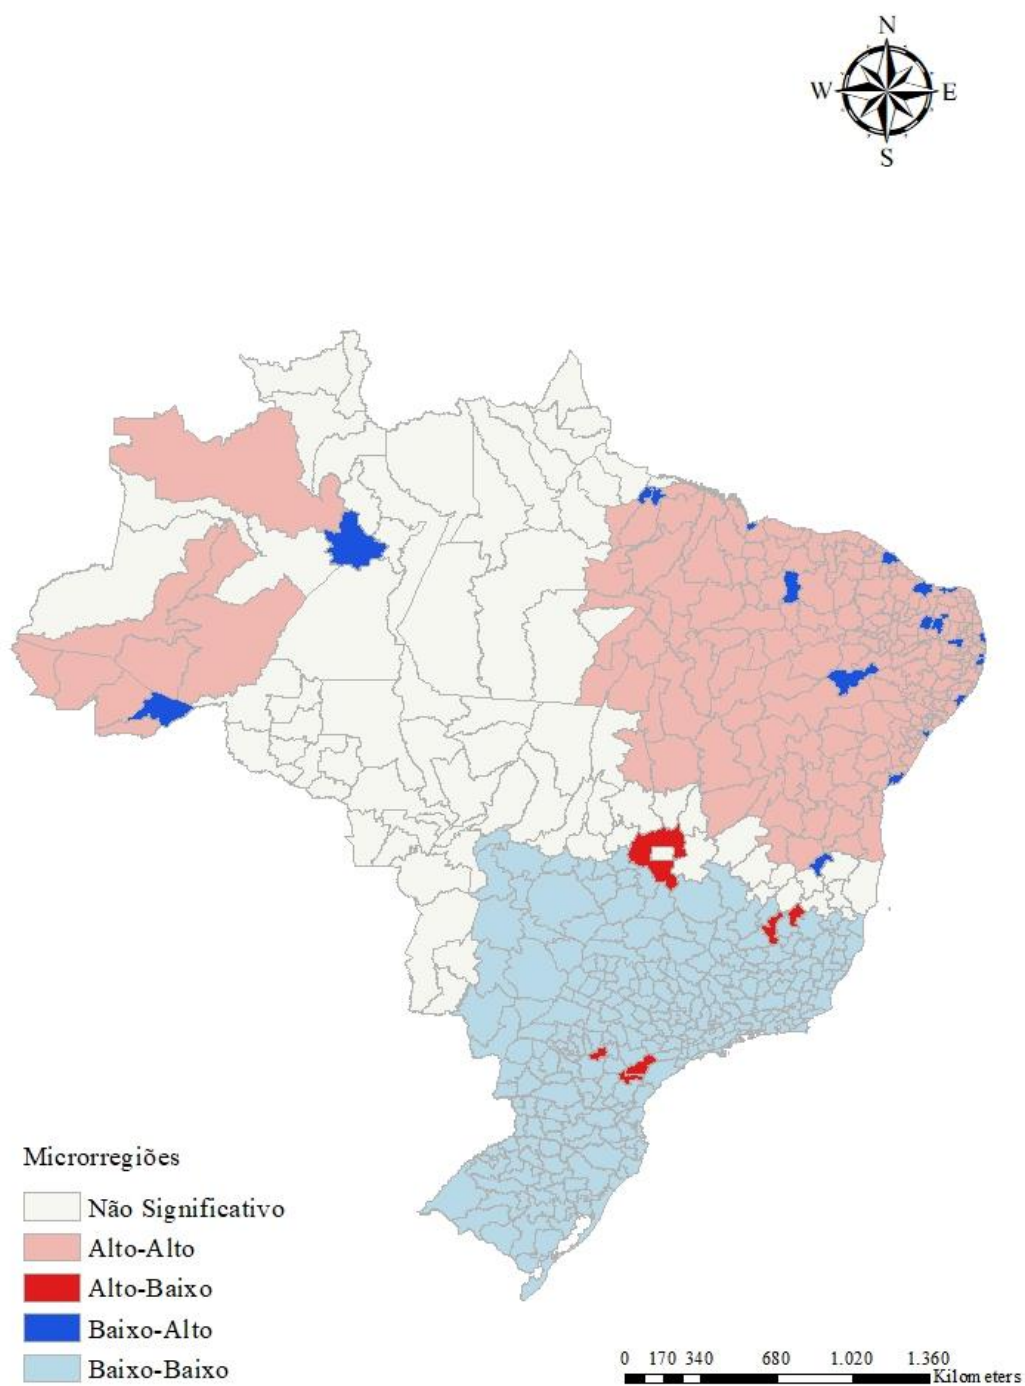 N
W E
S
Microrregiões
Não Significativo
Alto-Alto
Alto-Baixo
Baixo-Alto
Baixo-Baixo
0 170 340 680 1.020 1.360
Kilometers